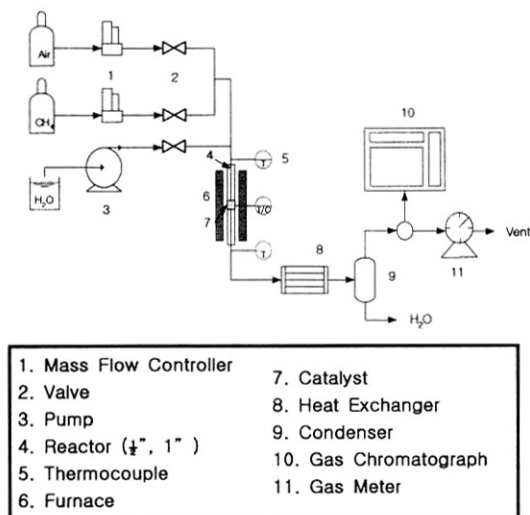 Air
1
2
CH4
10
4
T
5
H2O
3
6
7
T/C
T
8
9
11
Vent
H2O
1. Mass Flow Controller
2. Valve
3. Pump
4. Reactor (½", 1" )
5. Thermocouple
6. Furnace
7. Catalyst
8. Heat Exchanger
9. Condenser
10. Gas Chromatograph
11. Gas Meter